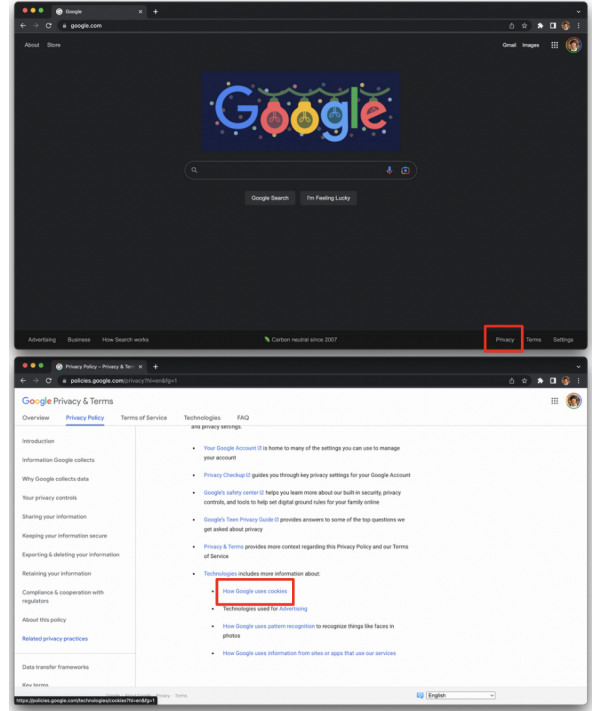 Google
google.com
About Store
Gmail Images
Google
Google Search I'm Feeling Lucky
Advertising Business How Search works
Carbon neutral since 2007
Privacy Terms Settings
Privacy Policy – Privacy & Ter
policies.google.com/privacy?hl=en&fg=1
Google Privacy & Terms
Overview Privacy Policy Terms of Service Technologies FAQ
Introduction
Information Google collects
Why Google collects data
Your privacy controls
Sharing your information
Keeping your information secure
Exporting & deleting your information
Retaining your information
Compliance & cooperation with
regulators
About this policy
Related privacy practices
Data transfer frameworks
Key terms
and privacy settings.
Your Google Account is home to many of the settings you can use to manage
your account
Privacy Checkup guides you through key privacy settings for your Google Account
Google's safety center helps you learn more about our built-in security, privacy
controls, and tools to help set digital ground rules for your family online
Google's Teen Privacy Guide provides answers to some of the top questions we
get asked about privacy
Privacy & Terms provides more context regarding this Privacy Policy and our Terms
of Service
Technologies includes more information about:
How Google uses cookies
Technologies used for Advertising
How Google uses pattern recognition to recognize things like faces in
photos
How Google uses information from sites or apps that use our services
Privacy Terms
English
https://policies.google.com/technologies/cookies?hl=en&fg=1